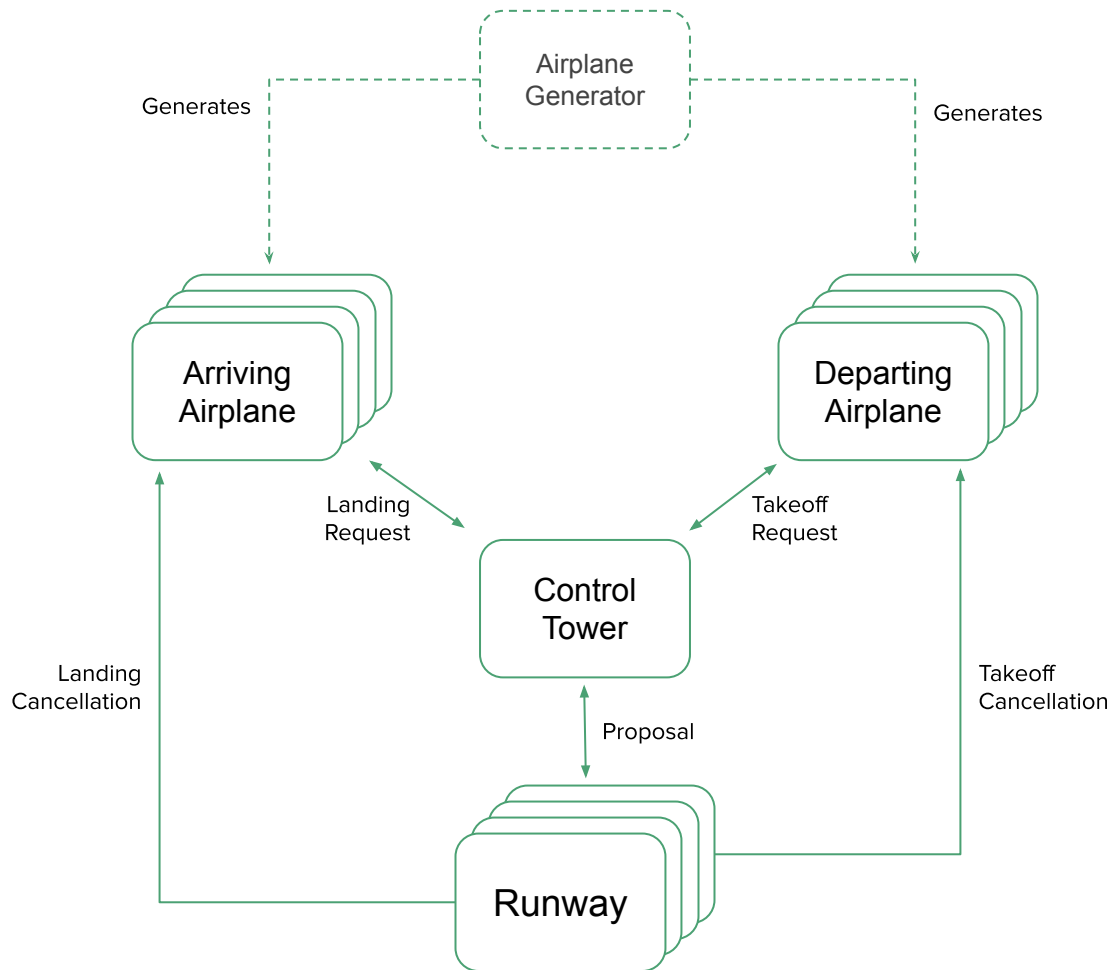 Airplane
Generator
Generates
Generates
Arriving
Airplane
Departing
Airplane
Landing
Request
Takeoff
Request
Control
Tower
Landing
Cancellation
Takeoff
Cancellation
Proposal
Runway